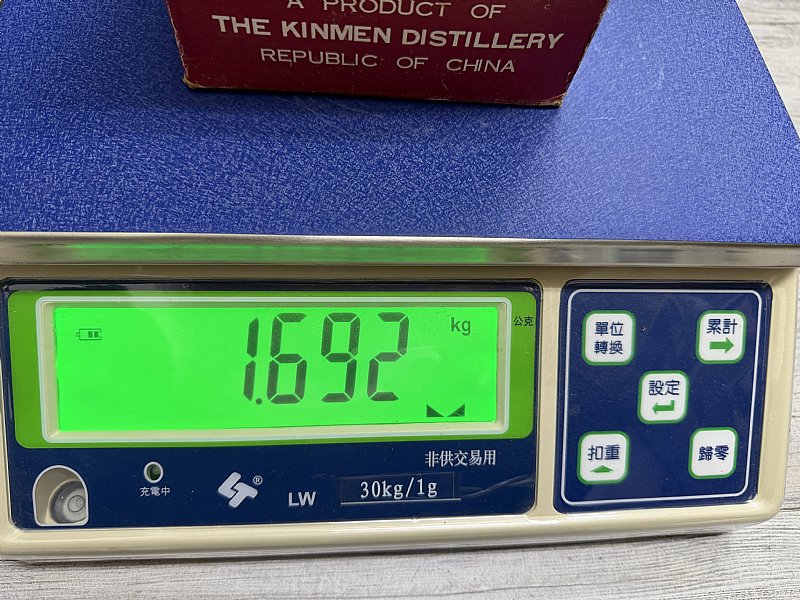 A PRODUCT OF
THE KINMEN DISTILLERY
REPUBLIC OF CHINA
1.692
kg
公克
非供交易用
充電中
®
LW
30kg/1g
單位
轉換
累計
設定
扣重
歸零